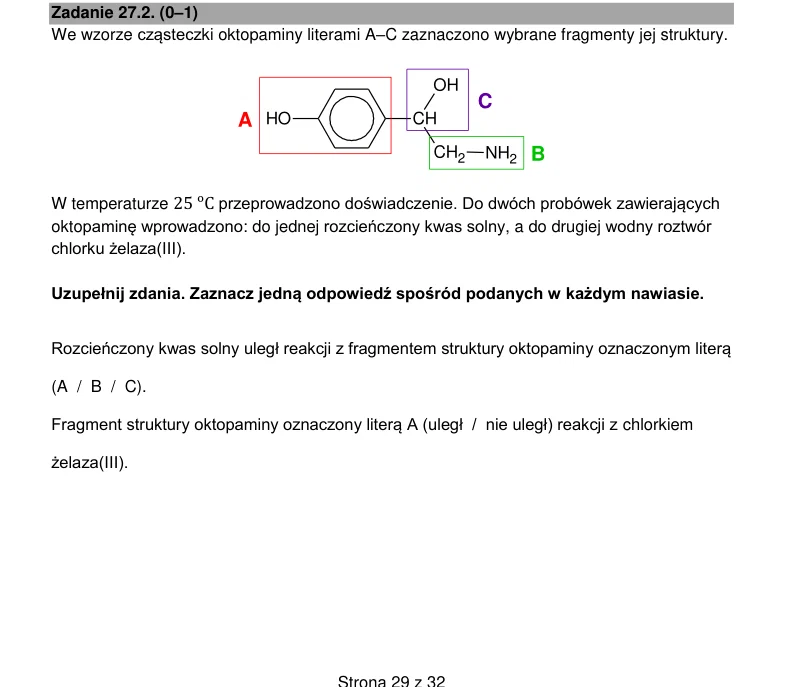 Zadanie 27.2. (0–1)
We wzorze cząsteczki oktopaminy literami A–C zaznaczono wybrane fragmenty jej struktury.
OH
C
A HO CH
CH2 NH2 B
W temperaturze 25 °C przeprowadzono doświadczenie. Do dwóch probówek zawierających
oktopaminę wprowadzono: do jednej rozcieńczony kwas solny, a do drugiej wodny roztwór
chlorku żelaza(III).
Uzupełnij zdania. Zaznacz jedną odpowiedź spośród podanych w każdym nawiasie.
Rozcieńczony kwas solny uległ reakcji z fragmentem struktury oktopaminy oznaczonym literą
(A / B / C).
Fragment struktury oktopaminy oznaczony literą A (uległ / nie uległ) reakcji z chlorkiem
żelaza(III).
Strona 29 z 32